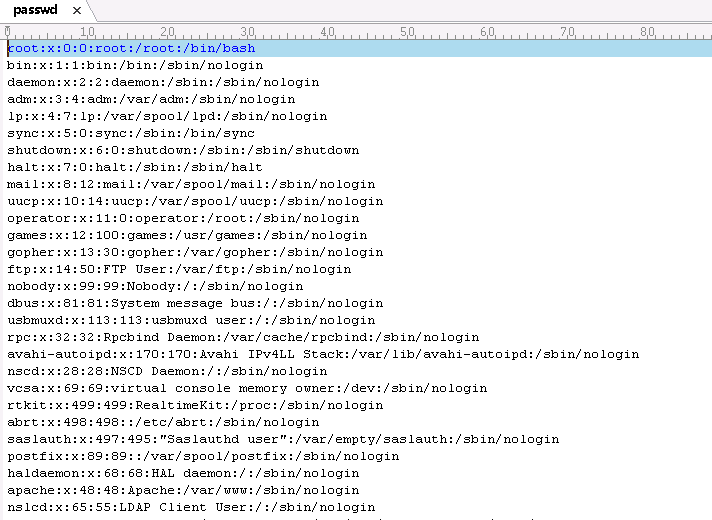 passwd ×
0 10 20 30 40 50 60 70 80
root:x:0:0:root:/root:/bin/bash
bin:x:1:1:bin:/bin:/sbin/nologin
daemon:x:2:2:daemon:/sbin:/sbin/nologin
adm:x:3:4:adm:/var/adm:/sbin/nologin
lp:x:4:7:lp:/var/spool/lpd:/sbin/nologin
sync:x:5:0:sync:/sbin:/bin/sync
shutdown:x:6:0:shutdown:/sbin:/sbin/shutdown
halt:x:7:0:halt:/sbin:/sbin/halt
mail:x:8:12:mail:/var/spool/mail:/sbin/nologin
uucp:x:10:14:uucp:/var/spool/uucp:/sbin/nologin
operator:x:11:0:operator:/root:/sbin/nologin
games:x:12:100:games:/usr/games:/sbin/nologin
gopher:x:13:30:gopher:/var/gopher:/sbin/nologin
ftp:x:14:50:FTP User:/var/ftp:/sbin/nologin
nobody:x:99:99:Nobody:/:/sbin/nologin
dbus:x:81:81:System message bus:/:/sbin/nologin
usbmuxd:x:113:113:usbmuxd user:/:/sbin/nologin
rpc:x:32:32:Rpcbind Daemon:/var/cache/rpcbind:/sbin/nologin
avahi-autoipd:x:170:170:Avahi IPv4LL Stack:/var/lib/avahi-autoipd:/sbin/nologin
nscd:x:28:28:NSCD Daemon:/:/sbin/nologin
vcsa:x:69:69:virtual console memory owner:/dev:/sbin/nologin
rtkit:x:499:499:RealtimeKit:/proc:/sbin/nologin
abrt:x:498:498::/etc/abrt:/sbin/nologin
saslauth:x:497:495:"Saslauthd user":/var/empty/saslauth:/sbin/nologin
postfix:x:89:89::/var/spool/postfix:/sbin/nologin
haldaemon:x:68:68:HAL daemon:/:/sbin/nologin
apache:x:48:48:Apache:/var/www:/sbin/nologin
nslcd:x:65:55:LDAP Client User:/:/sbin/nologin